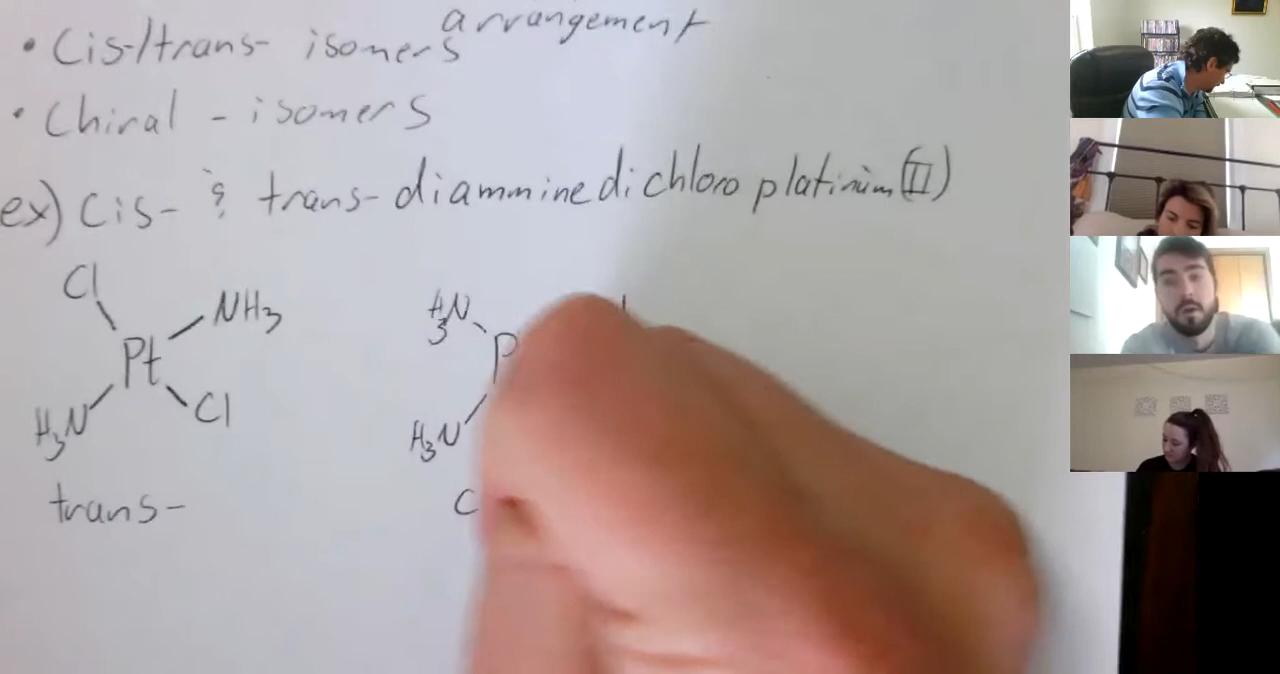 arrangement
• Cis-/trans- isomers
• Chiral - isomers
ex) Cis- & trans-diamminedichloroplatinum(II)
Cl NH3 H3N
Pt P
H3N Cl H3N
trans- C